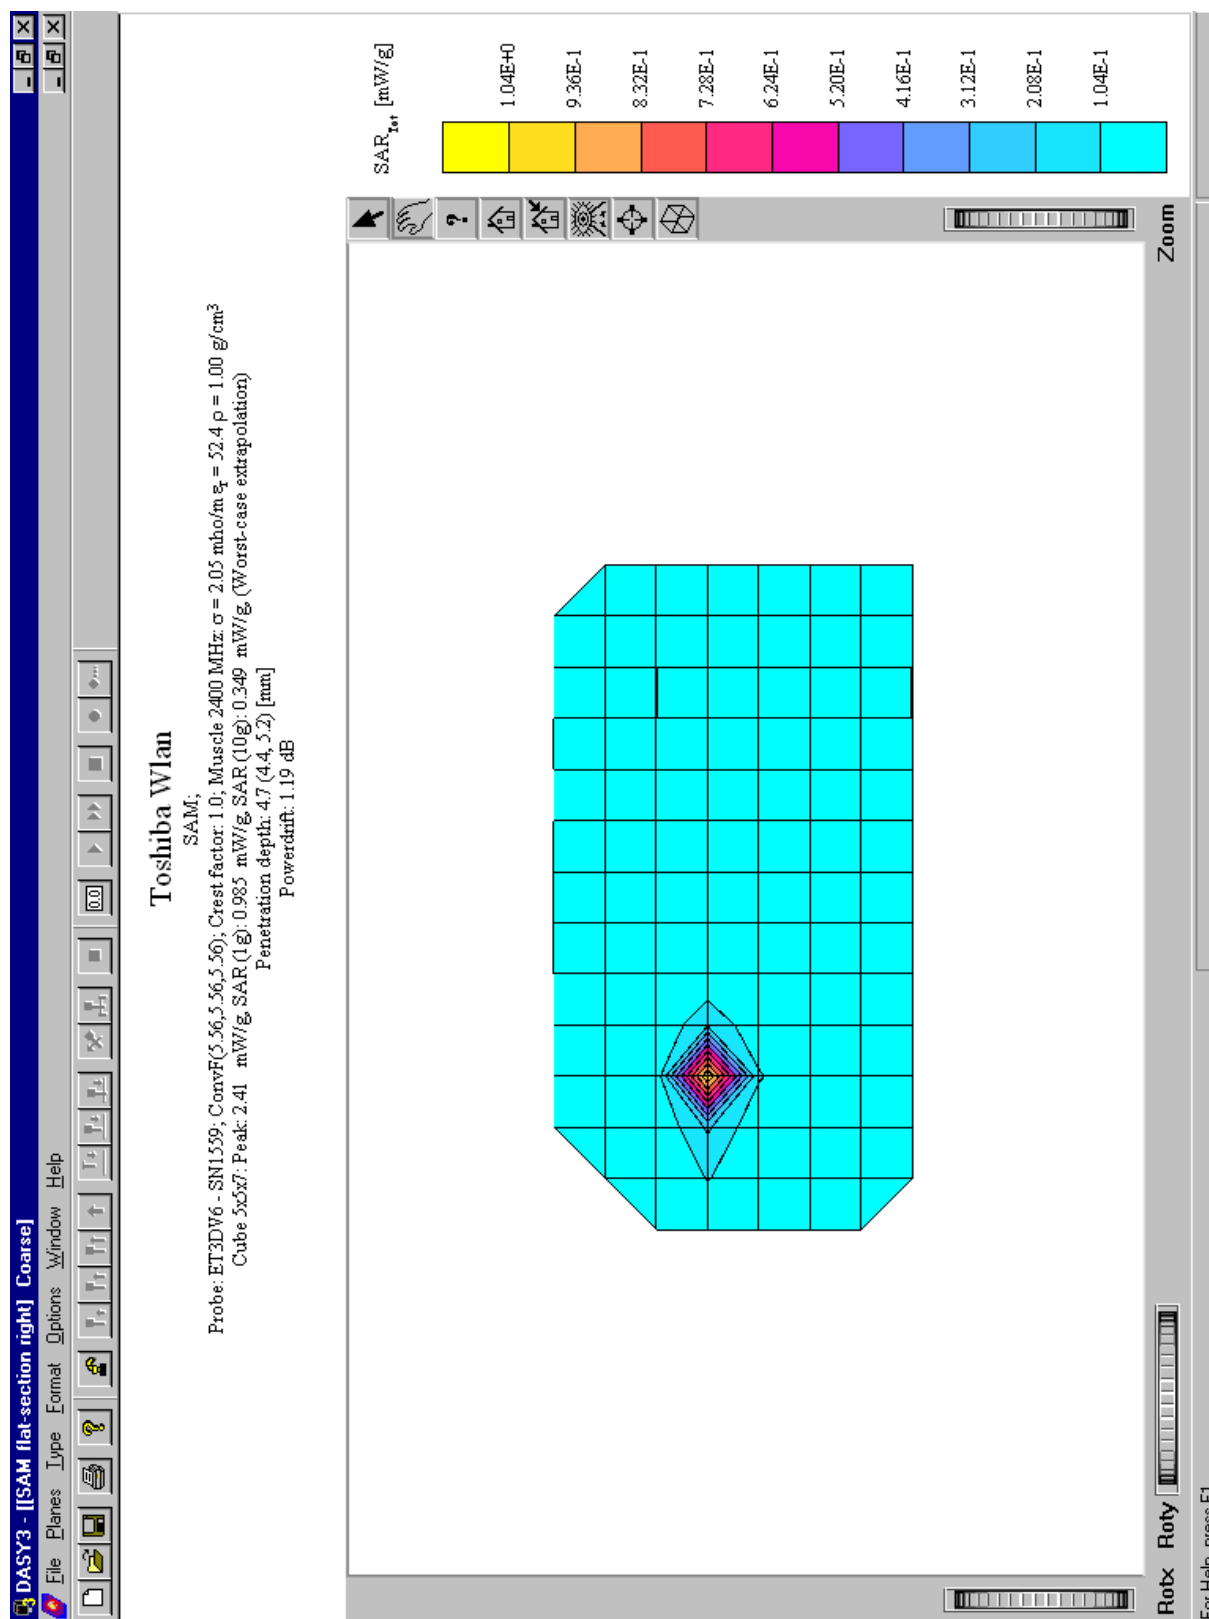 DASY3 - [[SAM flat-section right] Coarse]
File Planes Type Format Options Window Help
0.0
Toshiba Wlan
SAM;
Probe: ET3DV6 - SN1559; ConvF(5.56,5.56,5.56); Crest factor: 1.0; Muscle 2400 MHz: σ = 2.05 mho/m εr = 52.4 ρ = 1.00 g/cm³
Cube 5x5x7: Peak: 2.41 mW/g, SAR (1g): 0.985 mW/g, SAR (10g): 0.349 mW/g, (Worst-case extrapolation)
Penetration depth: 4.7 (4.4, 5.2) [mm]
Powerdrift: 1.19 dB
SARTot [mW/g]
1.04E+0
9.36E-1
8.32E-1
7.28E-1
6.24E-1
5.20E-1
4.16E-1
3.12E-1
2.08E-1
1.04E-1
Rotx Roty Zoom
For Help, press F1